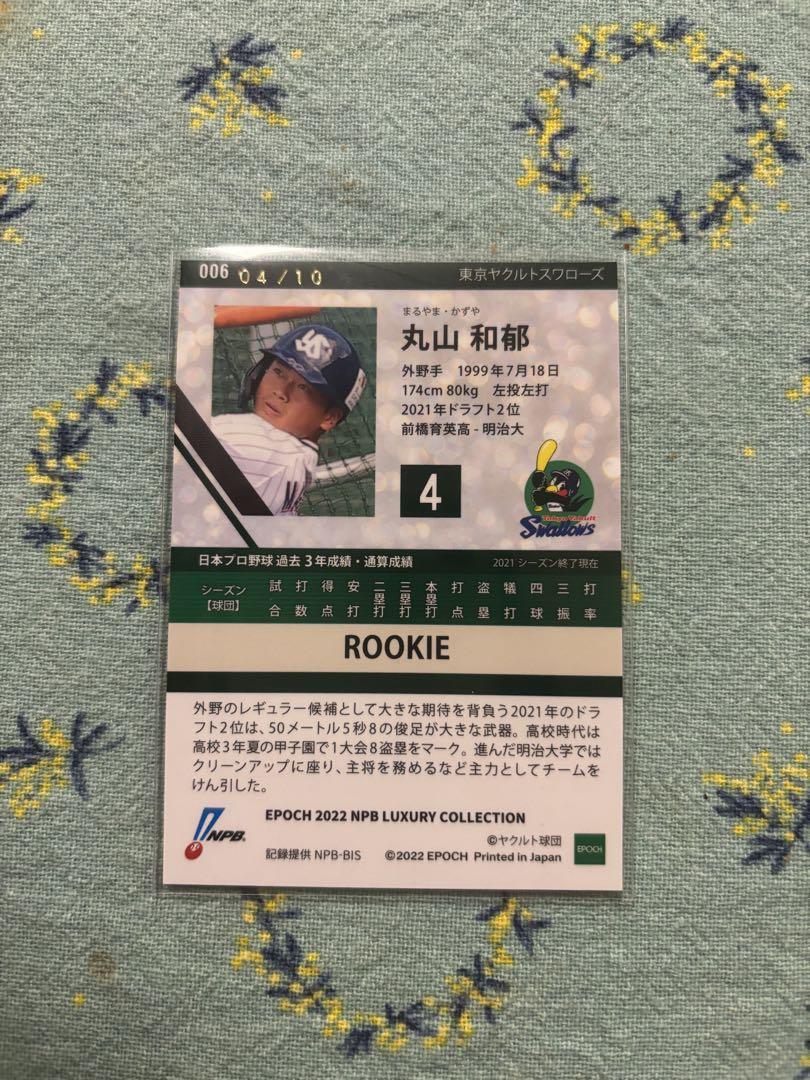 006 04/10 東京ヤクルトスワローズ
まるやま・かずや
丸山 和郁
外野手 1999年7月18日
174cm 80kg 左投左打
2021年ドラフト2位
前橋育英高 - 明治大
4
Tokyo Yakult
Swallows
日本プロ野球 過去 3 年成績・通算成績 2021 シーズン終了現在
シーズン【球団】 試合 打数 得点 安打 二塁打 三塁打 本塁打 打点 盗塁 犠打 四球 三振 打率
ROOKIE
外野のレギュラー候補として大きな期待を背負う2021年のドラ
フト2位は、50メートル5秒8の俊足が大きな武器。高校時代は
高校3年夏の甲子園で1大会8盗塁をマーク。進んだ明治大学では
クリーンアップに座り、主将を務めるなど主力としてチームを
けん引した。
EPOCH 2022 NPB LUXURY COLLECTION
NPB
©ヤクルト球団
記録提供 NPB-BIS ©2022 EPOCH Printed in Japan
EPOCH